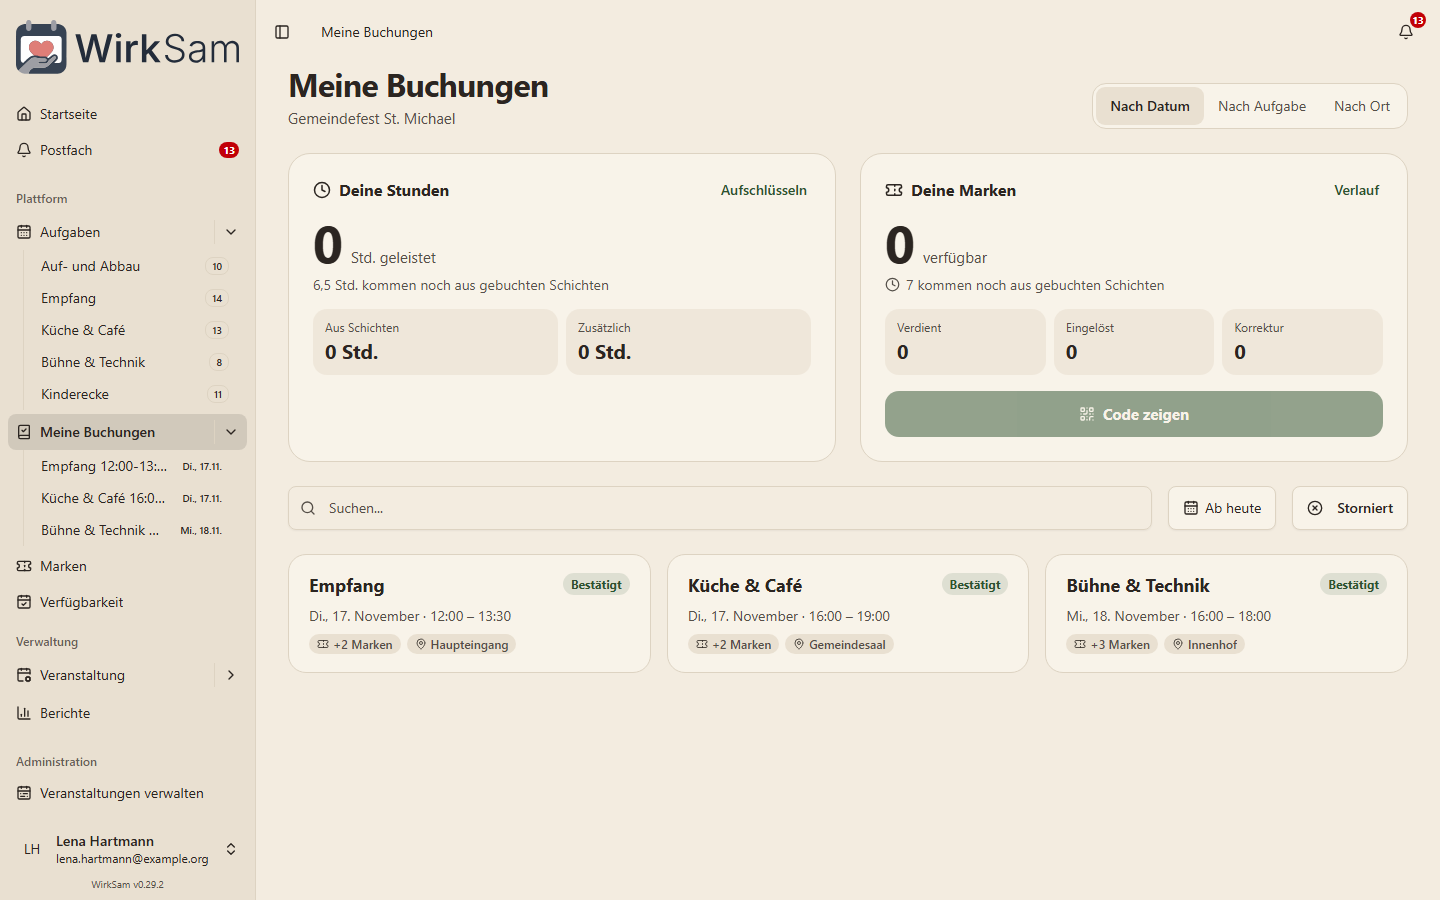 WirkSam
Startseite
Postfach 13
Plattform
Aufgaben
Auf- und Abbau 10
Empfang 14
Küche & Café 13
Bühne & Technik 8
Kinderecke 11
Meine Buchungen
Empfang 12:00-13:... Di., 17.11.
Küche & Café 16:0... Di., 17.11.
Bühne & Technik ... Mi., 18.11.
Marken
Verfügbarkeit
Verwaltung
Veranstaltung
Berichte
Administration
Veranstaltungen verwalten
LH
Lena Hartmann
lena.hartmann@example.org
WirkSam v0.29.2
Meine Buchungen
13
Meine Buchungen
Gemeindefest St. Michael
Nach Datum Nach Aufgabe Nach Ort
Deine Stunden Aufschlüsseln
0 Std. geleistet
6,5 Std. kommen noch aus gebuchten Schichten
Aus Schichten
0 Std.
Zusätzlich
0 Std.
Deine Marken Verlauf
0 verfügbar
7 kommen noch aus gebuchten Schichten
Verdient
0
Eingelöst
0
Korrektur
0
Code zeigen
Suchen...
Ab heute
Storniert
Empfang Bestätigt
Di., 17. November · 12:00 – 13:30
+2 Marken Haupteingang
Küche & Café Bestätigt
Di., 17. November · 16:00 – 19:00
+2 Marken Gemeindesaal
Bühne & Technik Bestätigt
Mi., 18. November · 16:00 – 18:00
+3 Marken Innenhof